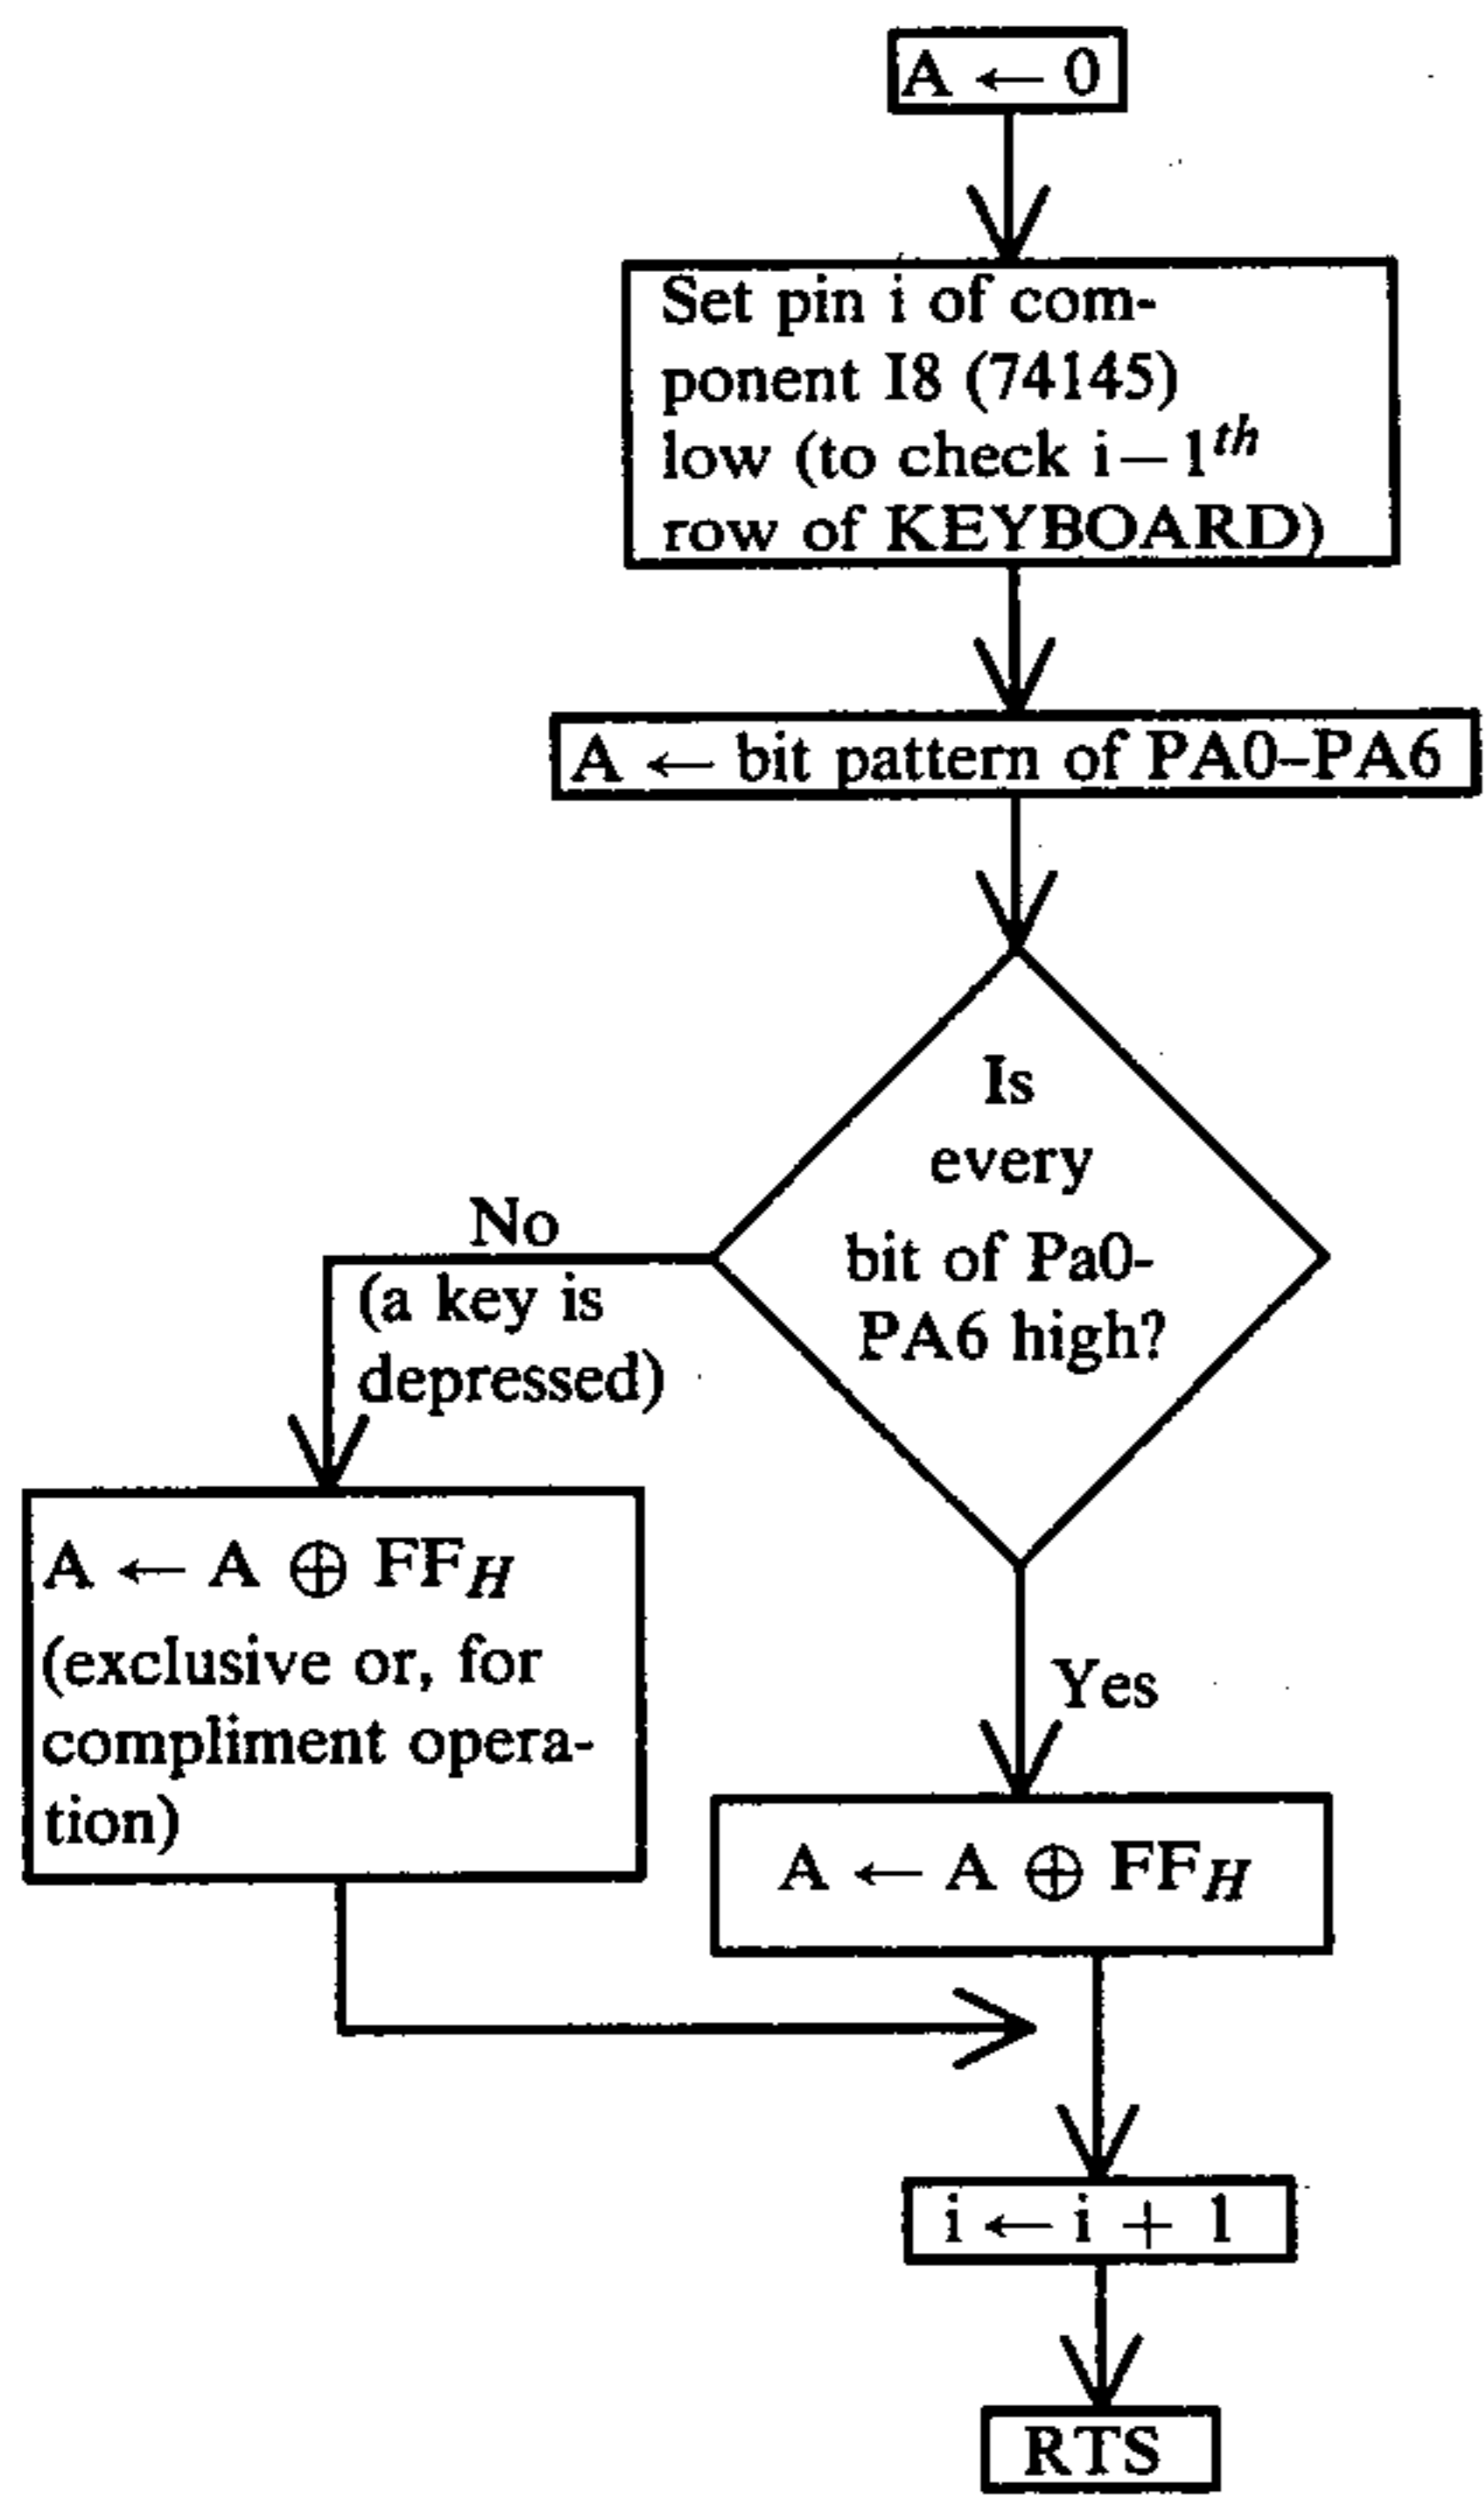 A ← 0
Set pin i of com-
ponent I8 (74145)
low (to check i−1th
row of KEYBOARD)
A ← bit pattern of PA0–PA6
Is
every
bit of Pa0-
PA6 high?
No
(a key is
depressed)
A ← A ⊕ FFH
(exclusive or, for
compliment opera-
tion)
Yes
A ← A ⊕ FFH
i ← i + 1
RTS